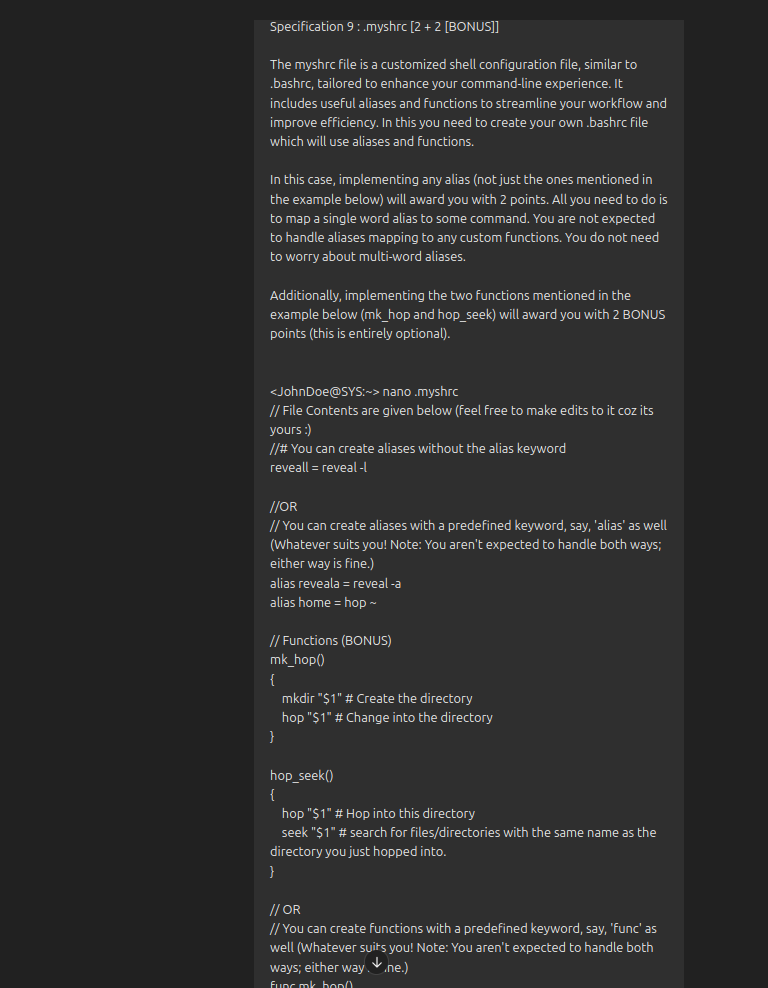 Specification 9 : .myshrc [2 + 2 [BONUS]]
The myshrc file is a customized shell configuration file, similar to
.bashrc, tailored to enhance your command-line experience. It
includes useful aliases and functions to streamline your workflow and
improve efficiency. In this you need to create your own .bashrc file
which will use aliases and functions.
In this case, implementing any alias (not just the ones mentioned in
the example below) will award you with 2 points. All you need to do is
to map a single word alias to some command. You are not expected
to handle aliases mapping to any custom functions. You do not need
to worry about multi-word aliases.
Additionally, implementing the two functions mentioned in the
example below (mk_hop and hop_seek) will award you with 2 BONUS
points (this is entirely optional).
<JohnDoe@SYS:~> nano .myshrc
// File Contents are given below (feel free to make edits to it coz its
yours :)
//# You can create aliases without the alias keyword
reveall = reveal -l
//OR
// You can create aliases with a predefined keyword, say, 'alias' as well
(Whatever suits you! Note: You aren't expected to handle both ways;
either way is fine.)
alias reveala = reveal -a
alias home = hop ~
// Functions (BONUS)
mk_hop()
{
mkdir "$1" # Create the directory
hop "$1" # Change into the directory
}
hop_seek()
{
hop "$1" # Hop into this directory
seek "$1" # search for files/directories with the same name as the
directory you just hopped into.
}
// OR
// You can create functions with a predefined keyword, say, 'func' as
well (Whatever suits you! Note: You aren't expected to handle both
ways; either way ne.)
func mk_hop()